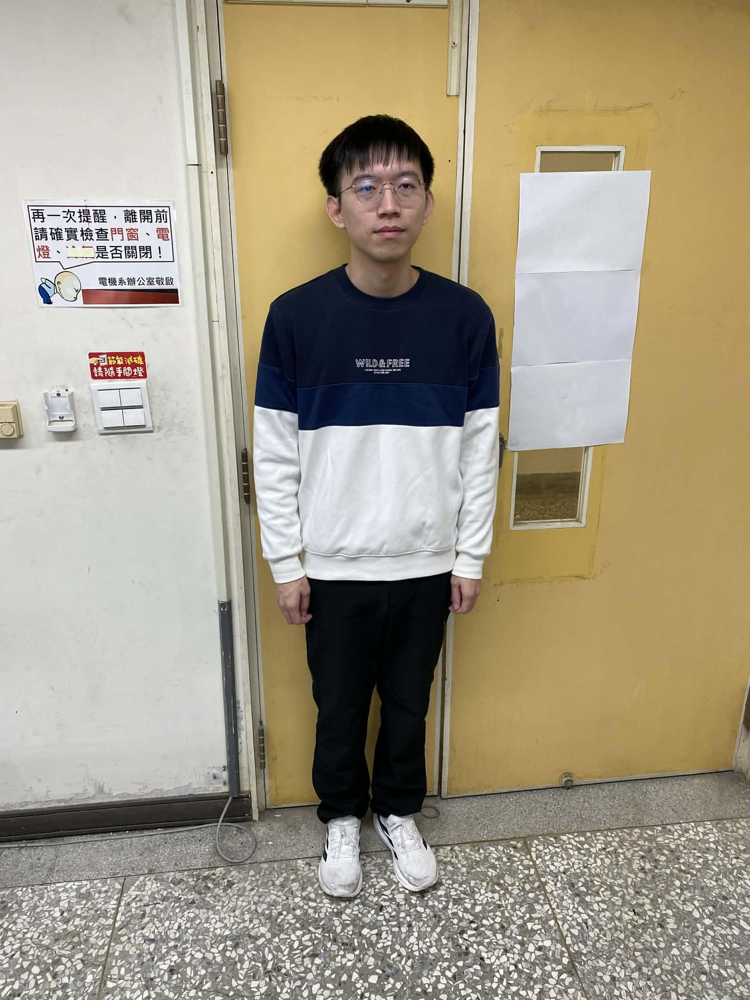 再一次提醒，離開前
請確實檢查門窗、電
燈、是否關閉！
電機系辦公室敬啟
節能減碳
請隨手關燈
WILD & FREE